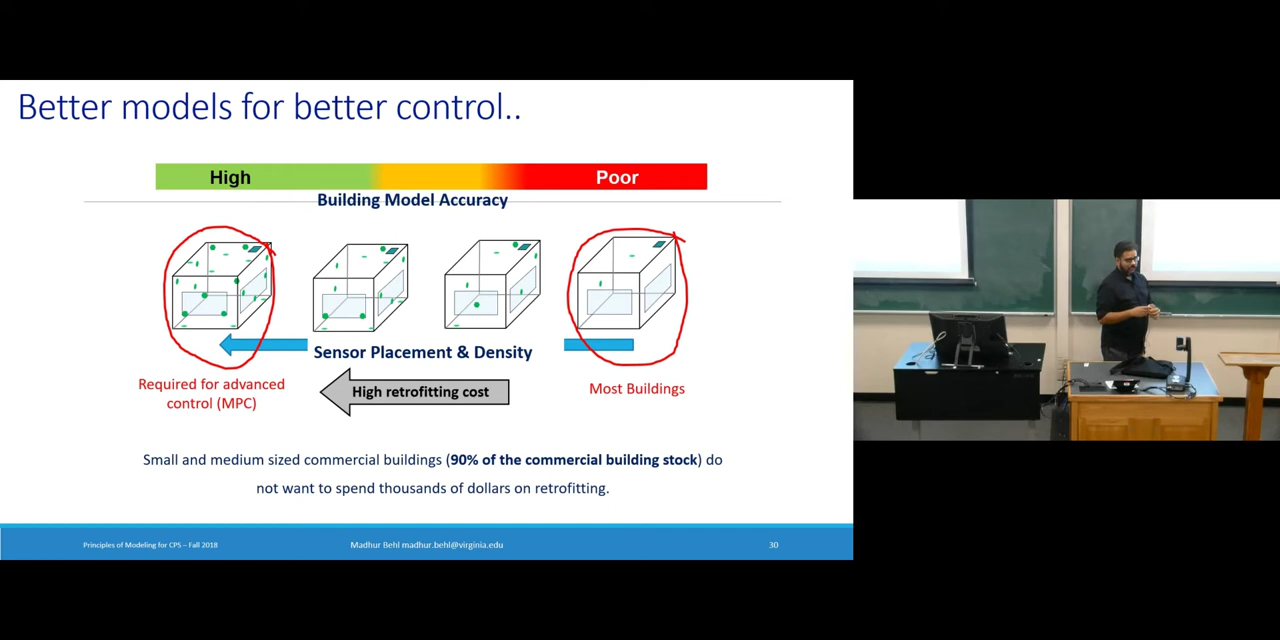 Better models for better control..
High
Poor
Building Model Accuracy
Sensor Placement & Density
Required for advanced
control (MPC)
High retrofitting cost
Most Buildings
Small and medium sized commercial buildings (90% of the commercial building stock) do
not want to spend thousands of dollars on retrofitting.
Principles of Modeling for CPS – Fall 2018
Madhur Behl madhur.behl@virginia.edu
30